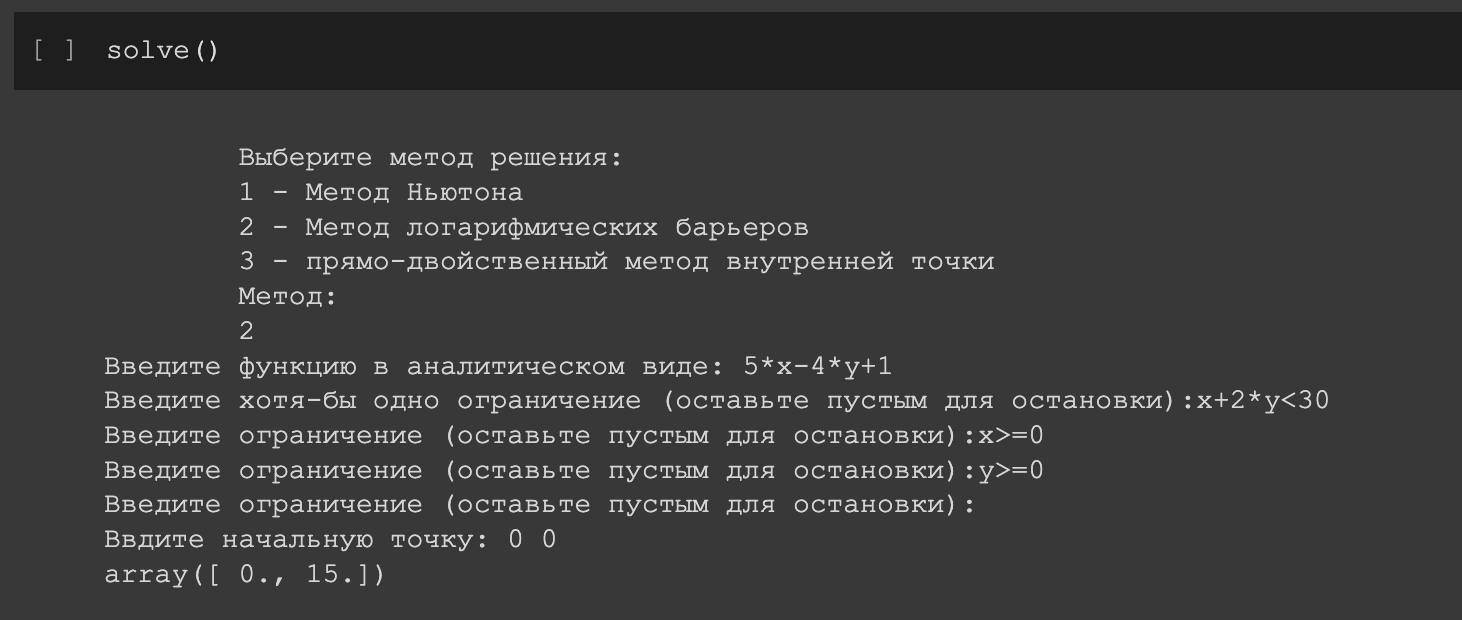 [ ] solve()
Выберите метод решения:
1 - Метод Ньютона
2 - Метод логарифмических барьеров
3 - прямо-двойственный метод внутренней точки
Метод:
2
Введите функцию в аналитическом виде: 5*x-4*y+1
Введите хотя-бы одно ограничение (оставьте пустым для остановки):x+2*y<30
Введите ограничение (оставьте пустым для остановки):x>=0
Введите ограничение (оставьте пустым для остановки):y>=0
Введите ограничение (оставьте пустым для остановки):
Ввдите начальную точку: 0 0
array([ 0., 15.])